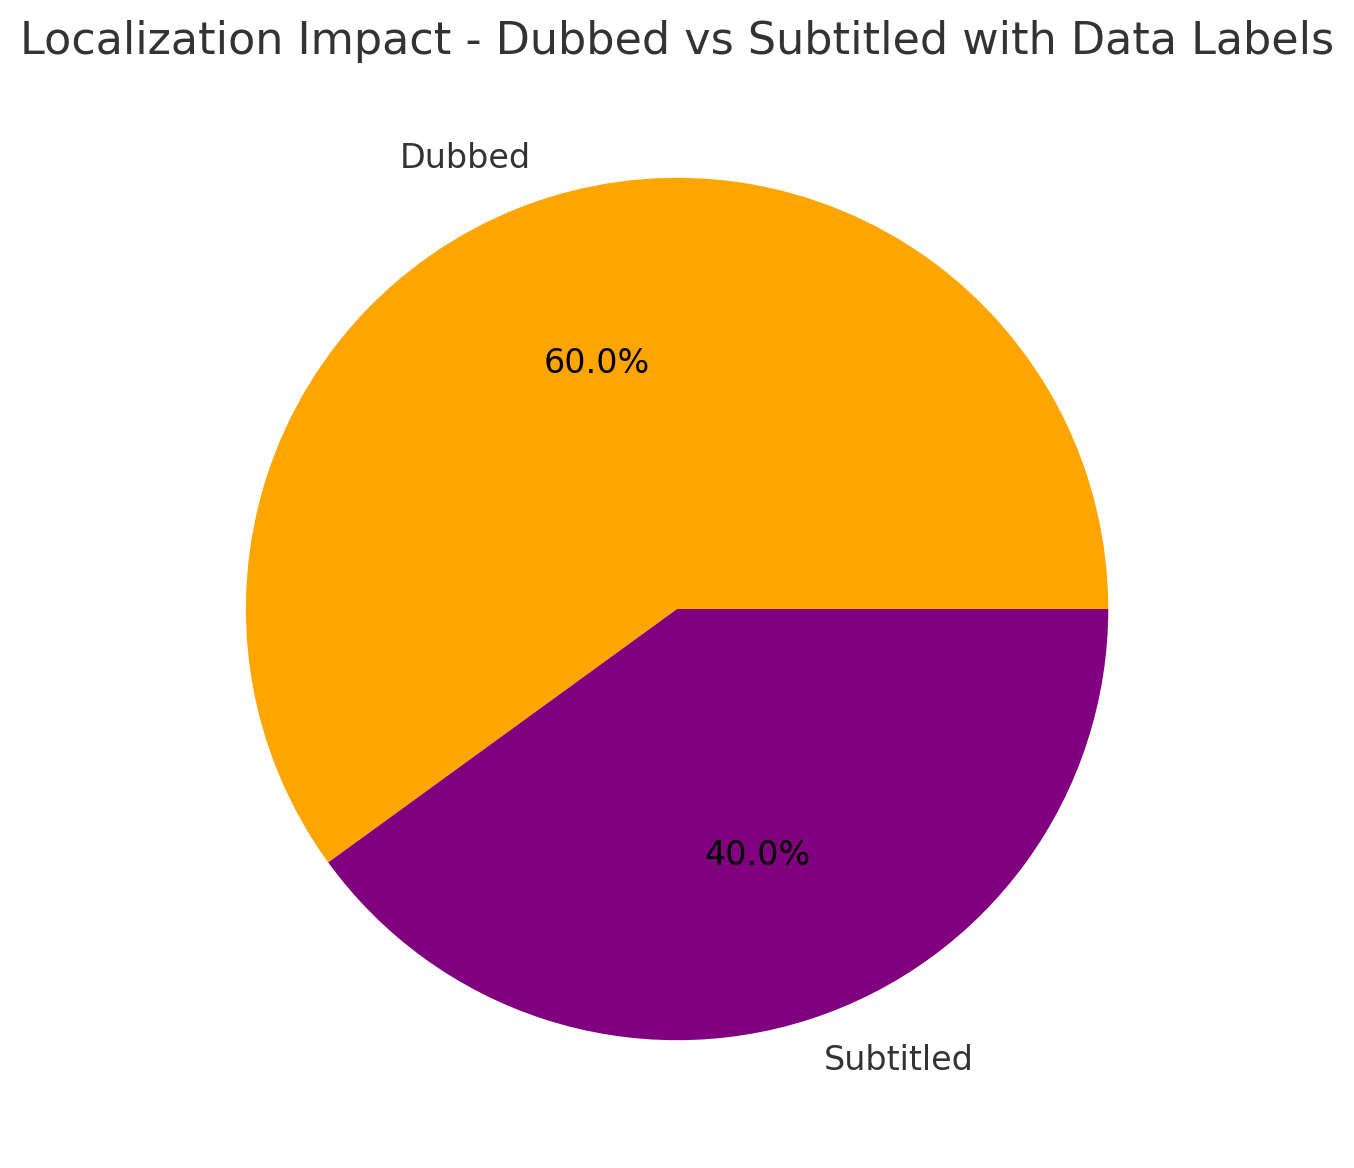 Localization Impact - Dubbed vs Subtitled with Data Labels
Dubbed
60.0%
40.0%
Subtitled